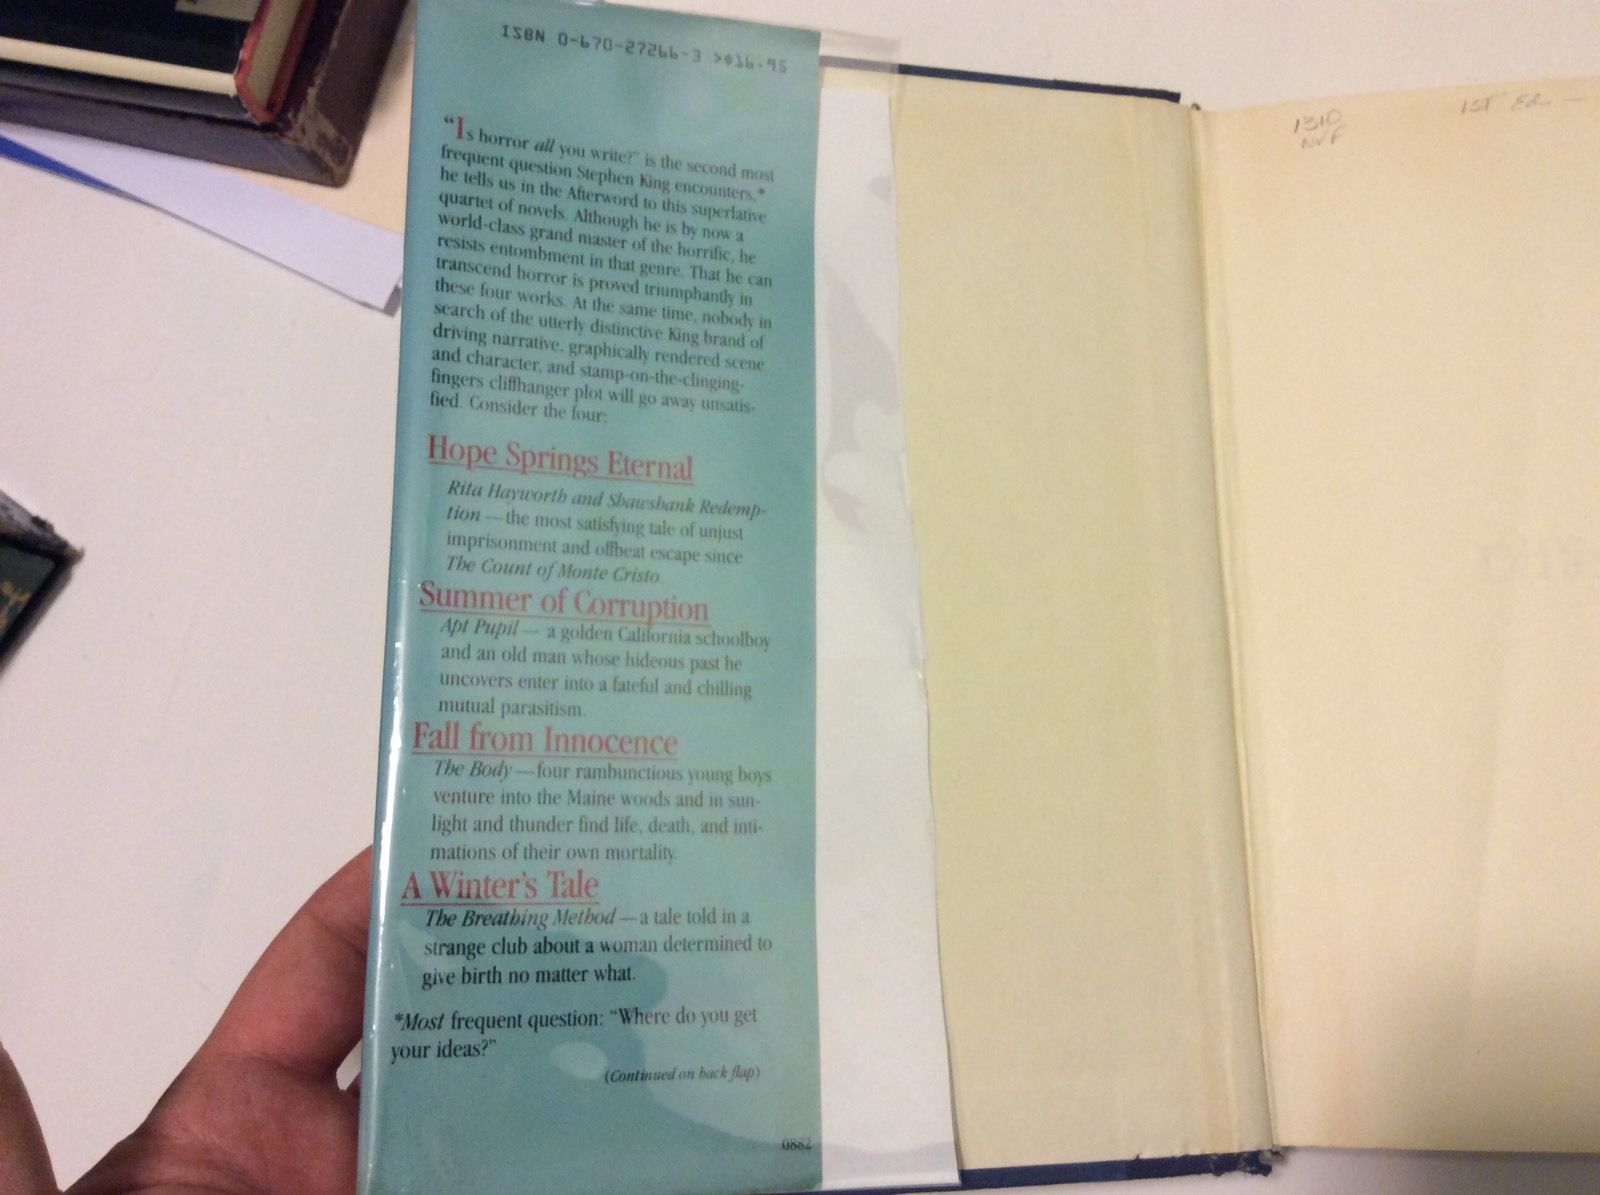 ISBN 0-670-27266-3 >$16.95
"Is horror all you write?" is the second most
frequent question Stephen King encounters,*
he tells us in the Afterword to this superlative
quartet of novels. Although he is by now a
world-class grand master of the horrific, he
resists entombment in that genre. That he can
transcend horror is proved triumphantly in
these four works. At the same time, nobody in
search of the utterly distinctive King brand of
driving narrative, graphically rendered scene
and character, and stamp-on-the-clinging-
fingers cliffhanger plot will go away unsatis-
fied. Consider the four:
Hope Springs Eternal
Rita Hayworth and Shawshank Redemp-
tion — the most satisfying tale of unjust
imprisonment and offbeat escape since
The Count of Monte Cristo.
Summer of Corruption
Apt Pupil — a golden California schoolboy
and an old man whose hideous past he
uncovers enter into a fateful and chilling
mutual parasitism.
Fall from Innocence
The Body — four rambunctious young boys
venture into the Maine woods and in sun-
light and thunder find life, death, and inti-
mations of their own mortality.
A Winter's Tale
The Breathing Method — a tale told in a
strange club about a woman determined to
give birth no matter what.
*Most frequent question: "Where do you get
your ideas?"
(Continued on back flap)
0882
1310
NVF
1ST Ed —